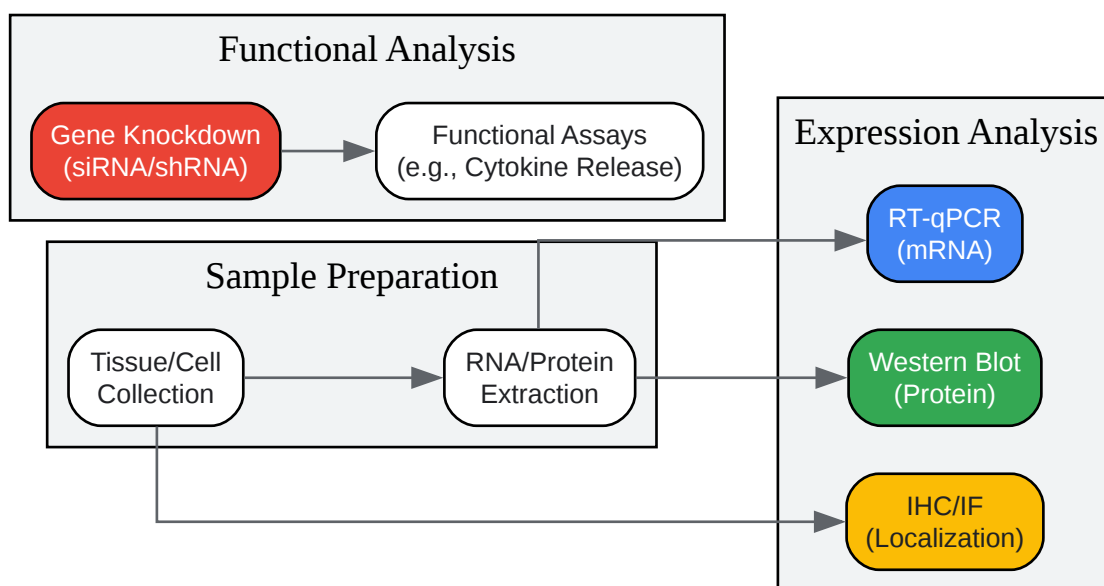 Functional Analysis
Gene Knockdown
(siRNA/shRNA)
Functional Assays
(e.g., Cytokine Release)
Sample Preparation
Tissue/Cell
Collection
RNA/Protein
Extraction
Expression Analysis
RT-qPCR
(mRNA)
Western Blot
(Protein)
IHC/IF
(Localization)